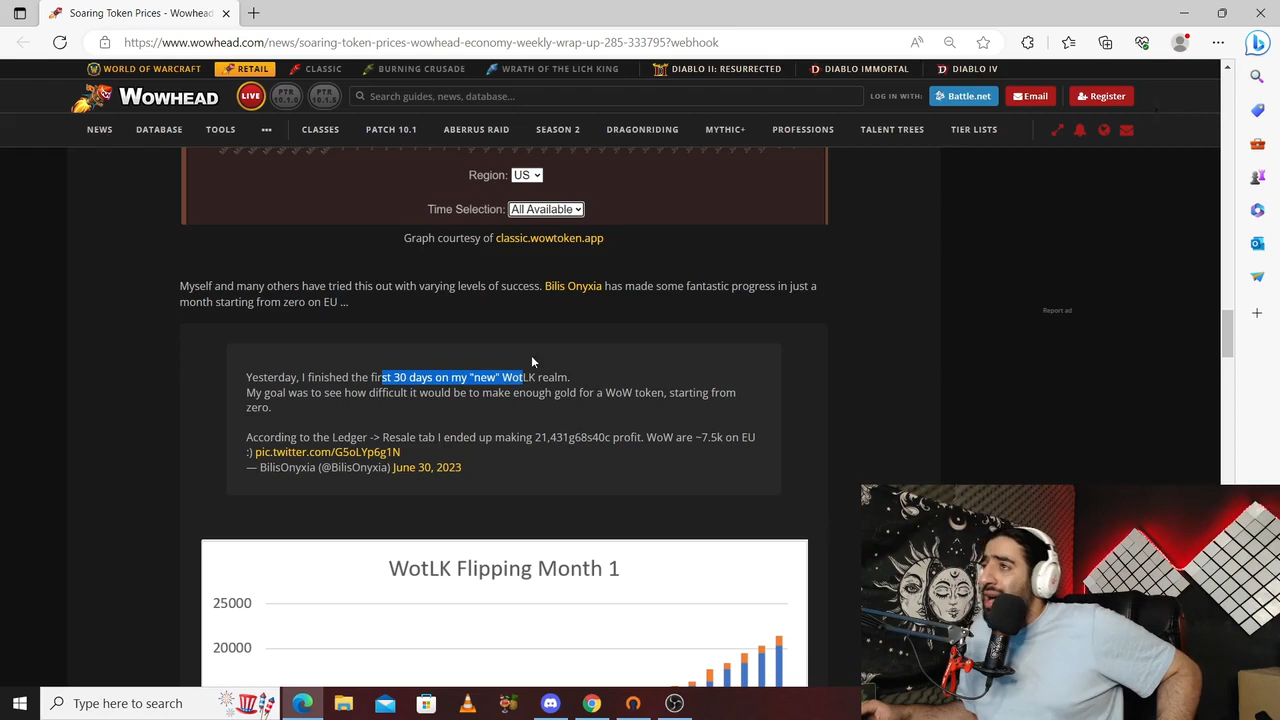 Soaring Token Prices - Wowhead
https://www.wowhead.com/news/soaring-token-prices-wowhead-economy-weekly-wrap-up-285-333795?webhook
WORLD OF WARCRAFT
RETAIL
CLASSIC
BURNING CRUSADE
WRATH OF THE LICH KING
DIABLO II: RESURRECTED
DIABLO IMMORTAL
DIABLO IV
WOWHEAD
LIVE
PTR 10.1.0
PTR 10.1.5
Search guides, news, database...
LOG IN WITH:
Battle.net
Email
Register
NEWS
DATABASE
TOOLS
CLASSES
PATCH 10.1
ABERRUS RAID
SEASON 2
DRAGONRIDING
MYTHIC+
PROFESSIONS
TALENT TREES
TIER LISTS
Region: US
Time Selection: All Available
Graph courtesy of classic.wowtoken.app
Myself and many others have tried this out with varying levels of success. Bilis Onyxia has made some fantastic progress in just a
month starting from zero on EU ...
Report ad
Yesterday, I finished the first 30 days on my "new" WotLK realm.
My goal was to see how difficult it would be to make enough gold for a WoW token, starting from
zero.
According to the Ledger -> Resale tab I ended up making 21,431g68s40c profit. WoW are ~7.5k on EU
:) pic.twitter.com/G5oLYp6g1N
— BilisOnyxia (@BilisOnyxia) June 30, 2023
WotLK Flipping Month 1
25000
20000
Type here to search